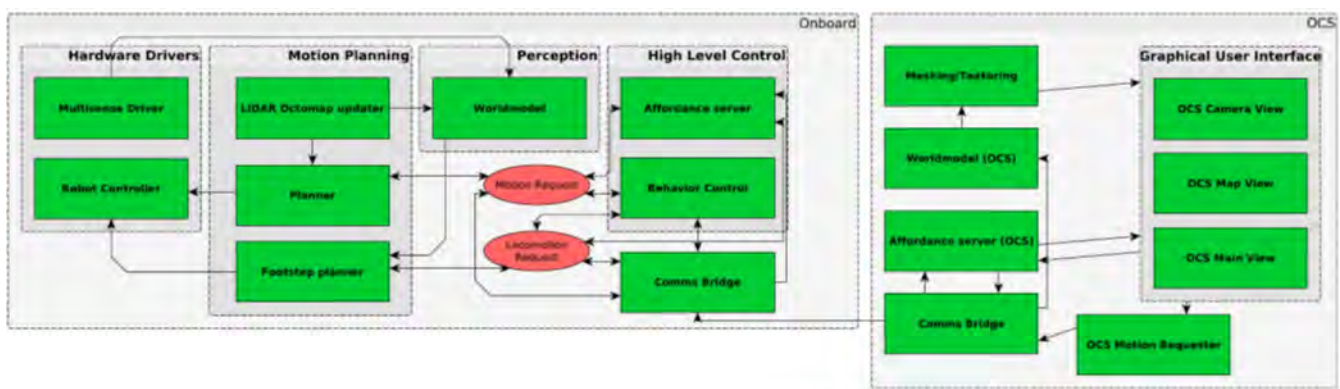 Onboard
OCS
Hardware Drivers
Motion Planning
Perception
High Level Control
Graphical User Interface
Multisense Driver
LIDAR Octomap updater
Worldmodel
Affordance server
Meshing/Texturing
OCS Camera View
Robot Controller
Planner
Motion Request
Behavior Control
Worldmodel (OCS)
OCS Map View
Footstep planner
Locomotion
Request
Comms Bridge
Affordance server (OCS)
OCS Main View
Comms Bridge
OCS Motion Requester